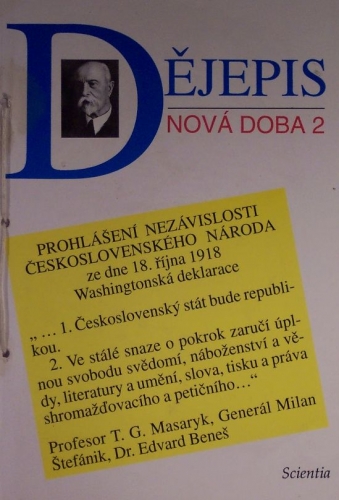 DĚJEPIS
NOVÁ DOBA 2
PROHLÁŠENÍ NEZÁVISLOSTI
ČESKOSLOVENSKÉHO NÁRODA
ze dne 18. října 1918
Washingtonská deklarace
„ ... 1. Československý stát bude republi-
kou.
2. Ve stálé snaze o pokrok zaručí úpl-
nou svobodu svědomí, náboženství a vě-
dy, literatury a umění, slova, tisku a práva
shromažďovacího a petičního...“
Profesor T. G. Masaryk, Generál Milan
Štefánik, Dr. Edvard Beneš
Scientia